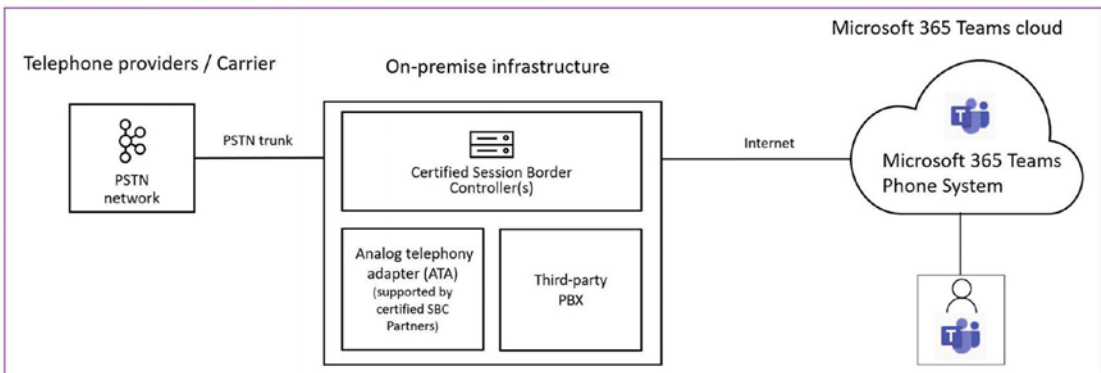 Microsoft 365 Teams cloud
Telephone providers / Carrier
On-premise infrastructure
PSTN
network
PSTN trunk
Certified Session Border
Controller(s)
Analog telephony
adapter (ATA)
(supported by
certified SBC
Partners)
Third-party
PBX
Internet
T
Microsoft 365 Teams
Phone System
T